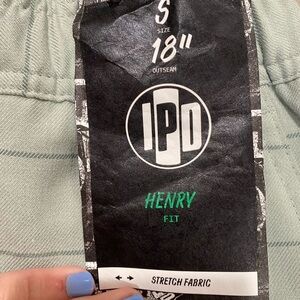 S
SIZE
18"
OUTSEAM
IPD
HENRY
FIT
STRETCH FABRIC